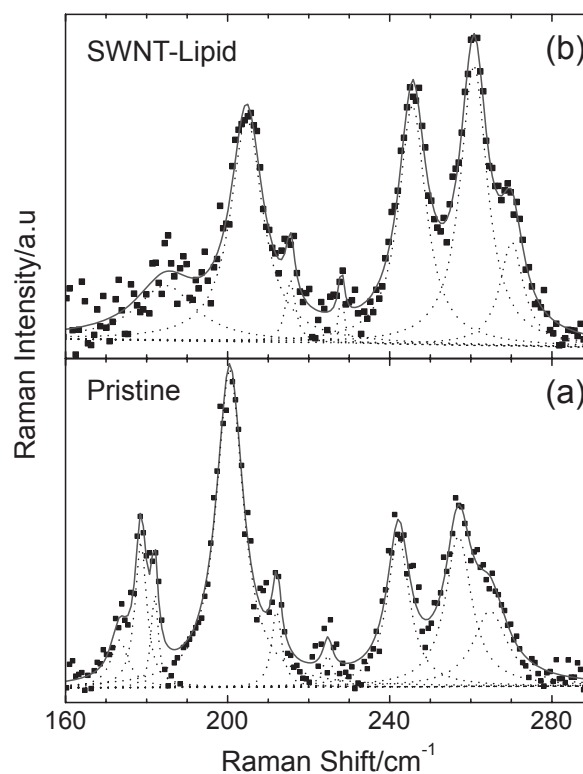 SWNT-Lipid (b)
Raman Intensity/a.u
Pristine (a)
160 200 240 280
Raman Shift/cm⁻¹